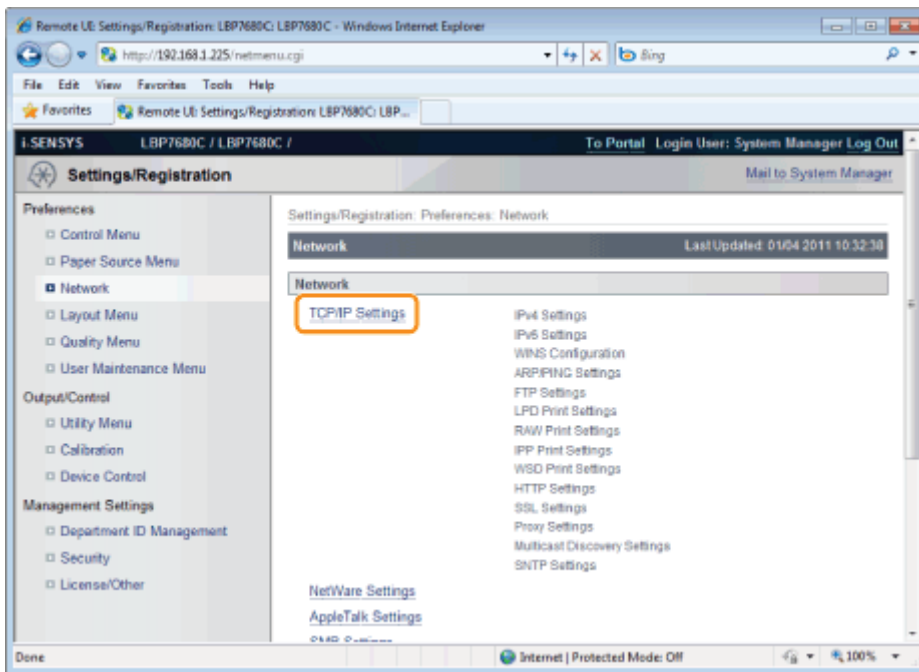 Remote UI: Settings/Registration: LBP7680C: LBP7680C - Windows Internet Explorer
http://192.168.1.225/netmenu.cgi
Bing
File Edit View Favorites Tools Help
Favorites
Remote UI: Settings/Registration: LBP7680C: LBP...
i-SENSYS
LBP7680C / LBP7680C /
To Portal Login User: System Manager Log Out
Settings/Registration
Mail to System Manager
Preferences
Control Menu
Paper Source Menu
Network
Layout Menu
Quality Menu
User Maintenance Menu
Output/Control
Utility Menu
Calibration
Device Control
Management Settings
Department ID Management
Security
License/Other
Settings/Registration: Preferences: Network
Network
Last Updated: 01/04 2011 10:32:38
Network
TCP/IP Settings
IPv4 Settings
IPv6 Settings
WINS Configuration
ARP/PING Settings
FTP Settings
LPD Print Settings
RAW Print Settings
IPP Print Settings
WSD Print Settings
HTTP Settings
SSL Settings
Proxy Settings
Multicast Discovery Settings
SNTP Settings
NetWare Settings
AppleTalk Settings
SMB Settings
Done
Internet | Protected Mode: Off
100%